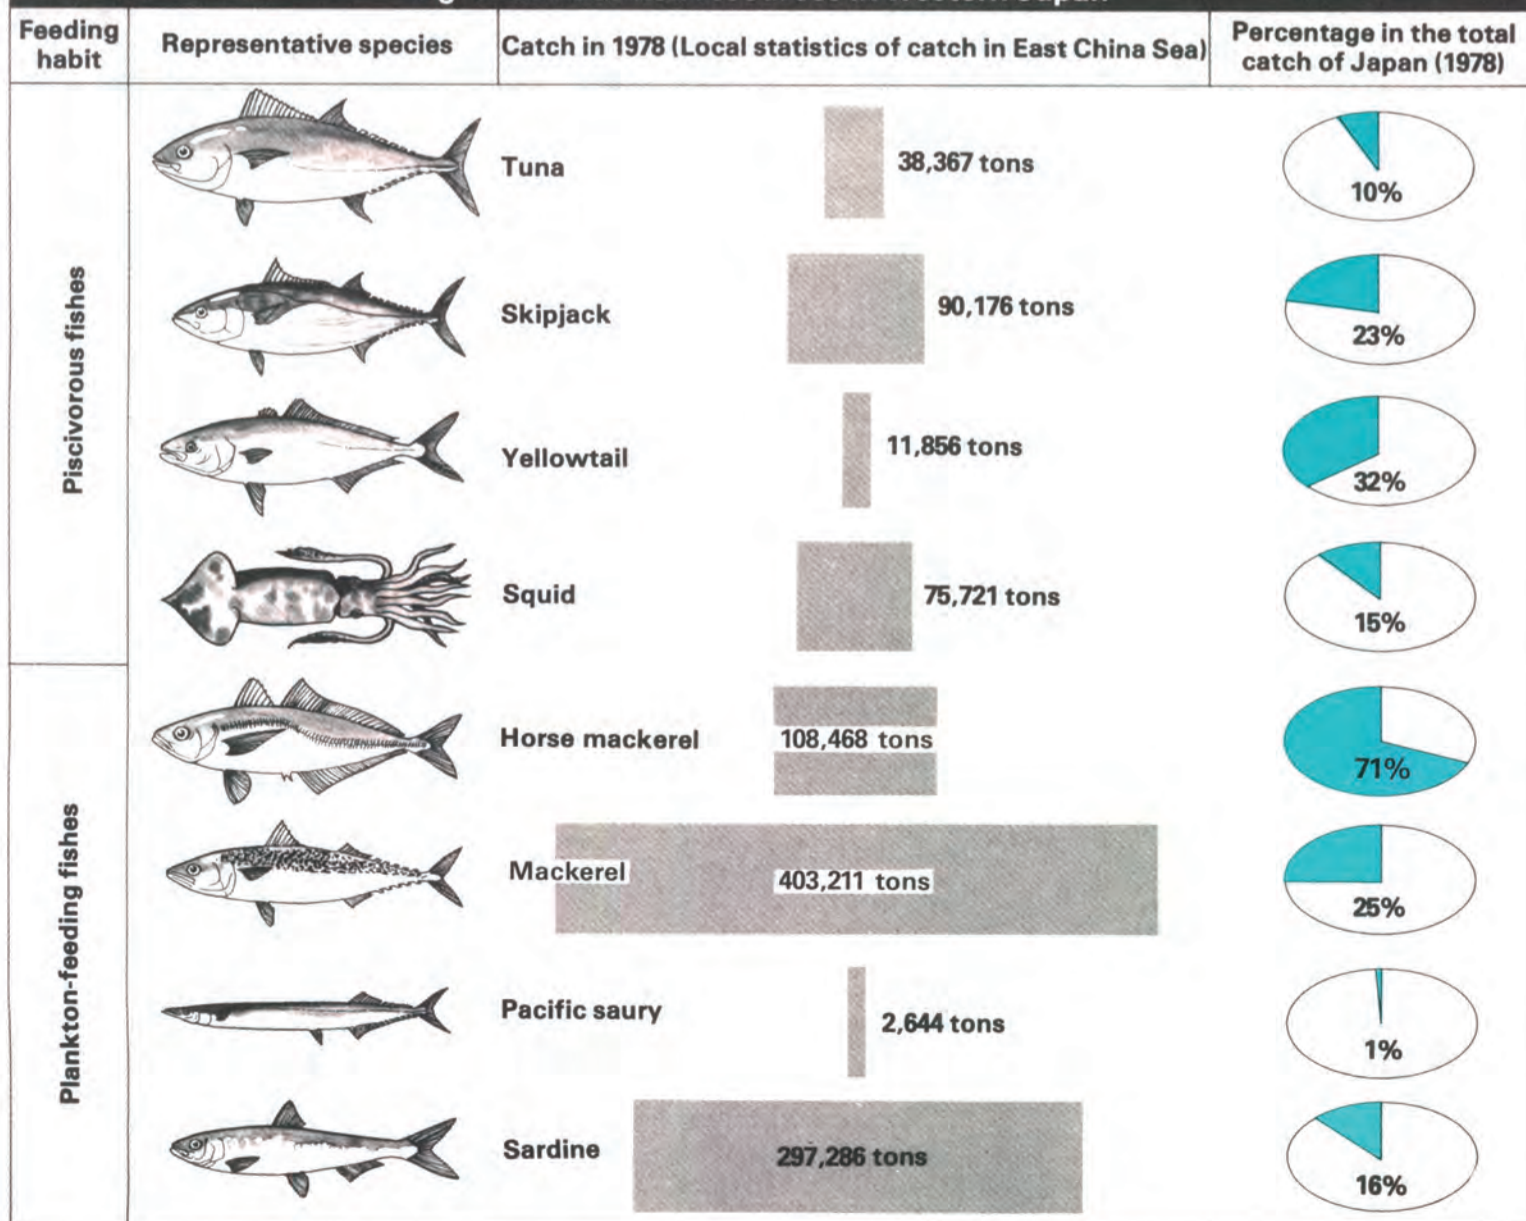 Feeding habit
Representative species
Catch in 1978 (Local statistics of catch in East China Sea)
Percentage in the total
catch of Japan (1978)
Piscivorous fishes
Tuna
38,367 tons
10%
Skipjack
90,176 tons
23%
Yellowtail
11,856 tons
32%
Squid
75,721 tons
15%
Plankton-feeding fishes
Horse mackerel
108,468 tons
71%
Mackerel
403,211 tons
25%
Pacific saury
2,644 tons
1%
Sardine
297,286 tons
16%